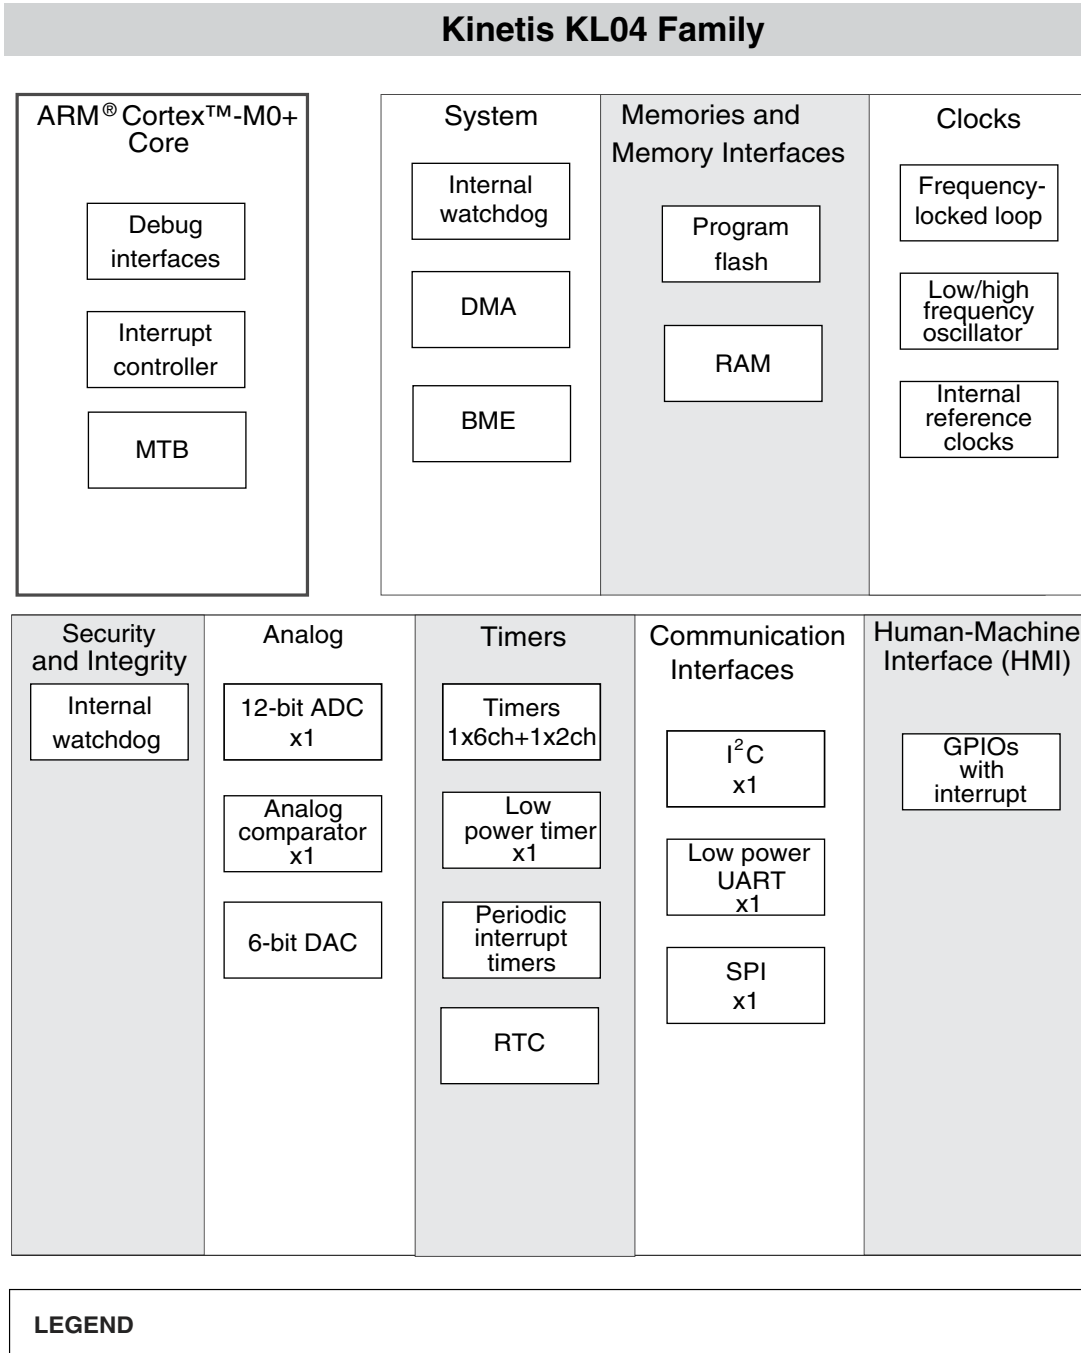 Kinetis KL04 Family
ARM® Cortex™-M0+
Core
Debug
interfaces
Interrupt
controller
MTB
System
Internal
watchdog
DMA
BME
Memories and
Memory Interfaces
Program
flash
RAM
Clocks
Frequency-
locked loop
Low/high
frequency
oscillator
Internal
reference
clocks
Security
and Integrity
Internal
watchdog
Analog
12-bit ADC
x1
Analog
comparator
x1
6-bit DAC
Timers
Timers
1x6ch+1x2ch
Low
power timer
x1
Periodic
interrupt
timers
RTC
Communication
Interfaces
I²C
x1
Low power
UART
x1
SPI
x1
Human-Machine
Interface (HMI)
GPIOs
with
interrupt
LEGEND